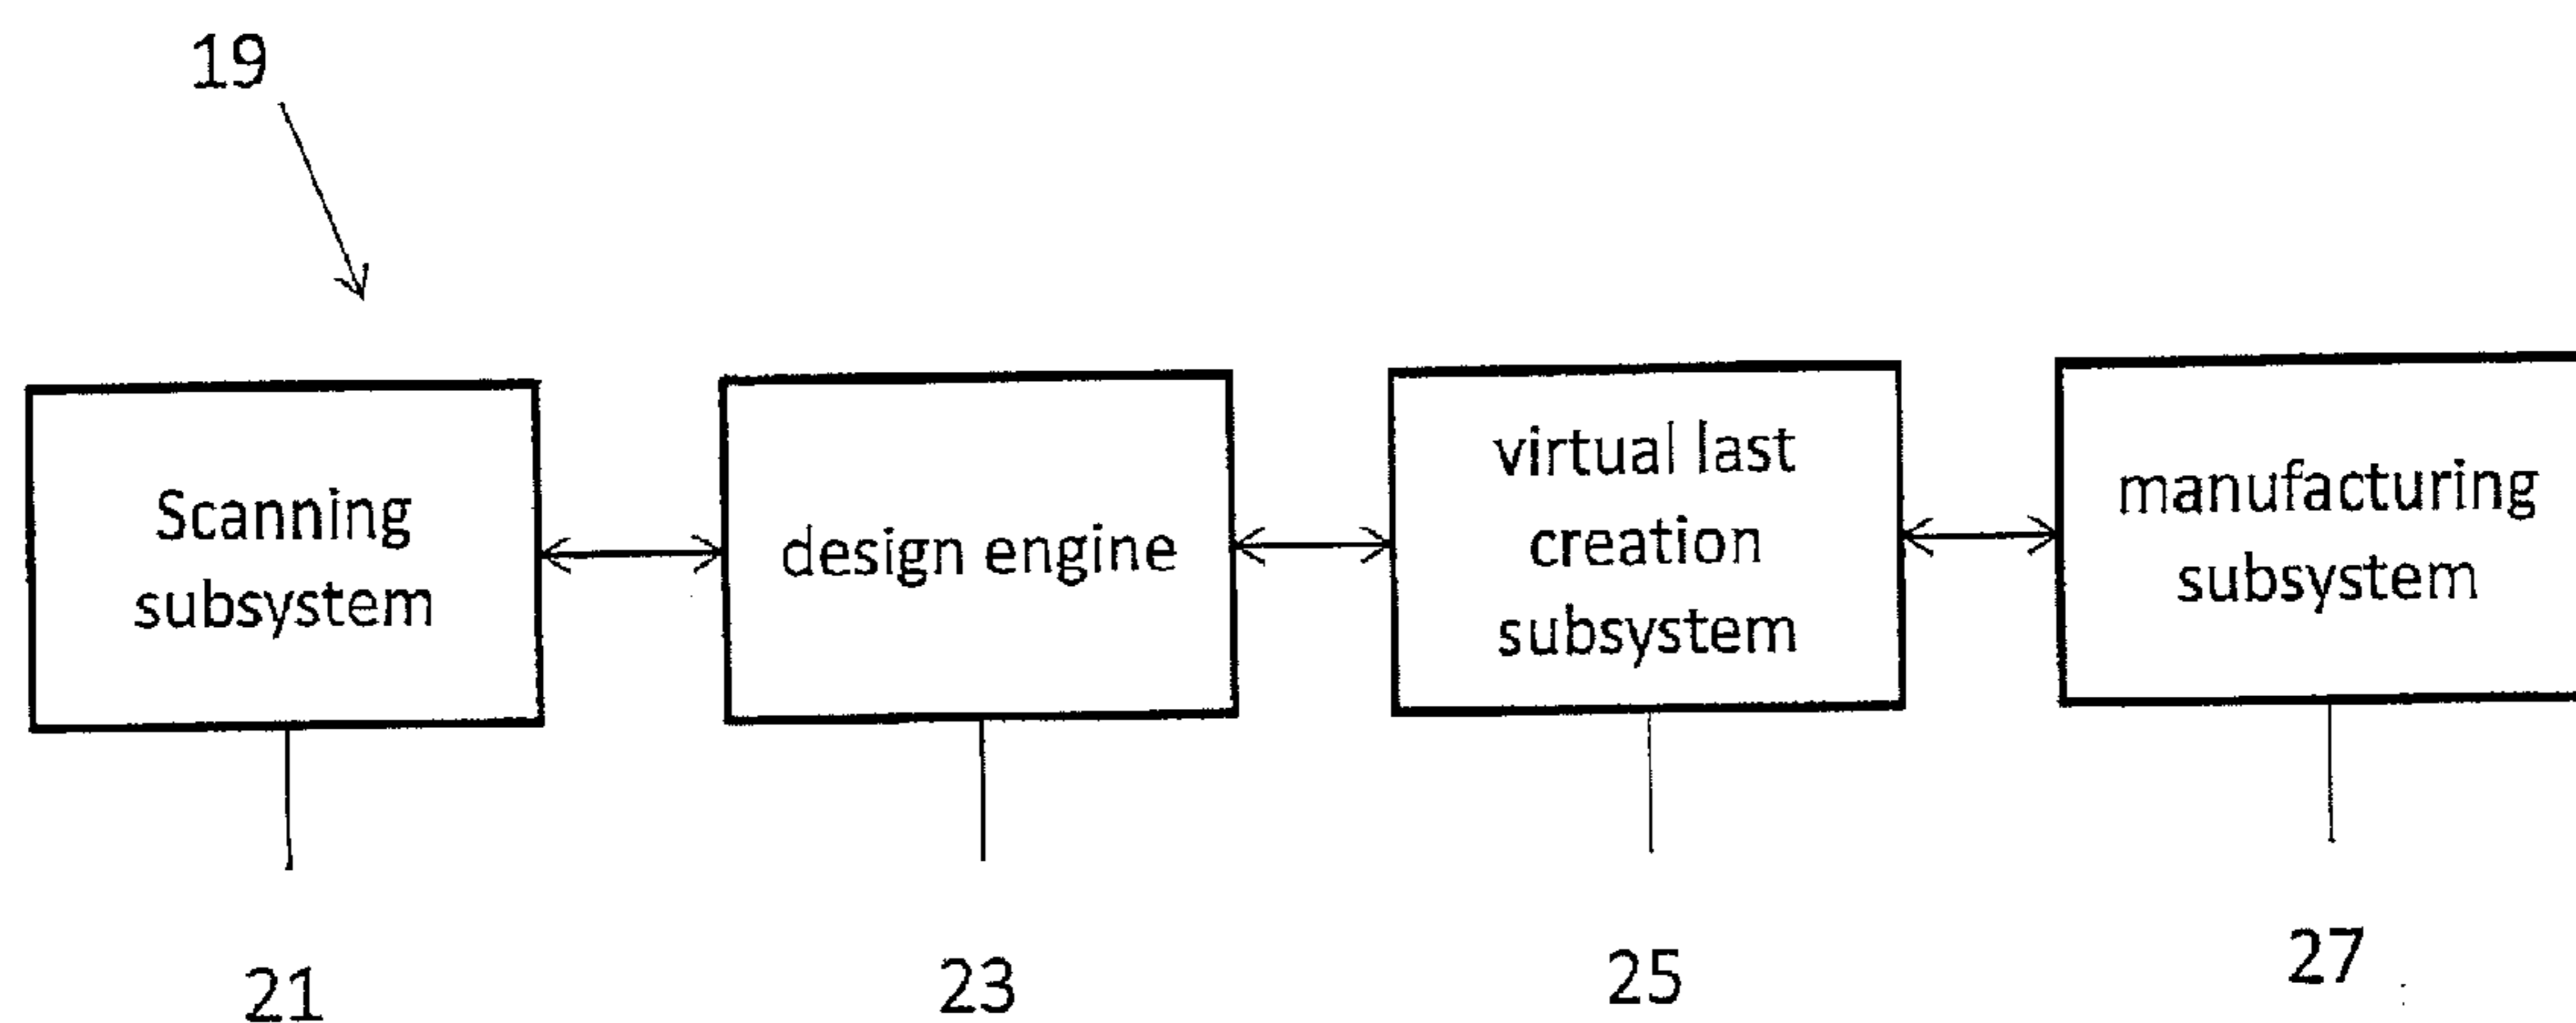 19
Scanning
subsystem
design engine
virtual last
creation
subsystem
manufacturing
subsystem
21
23
25
27